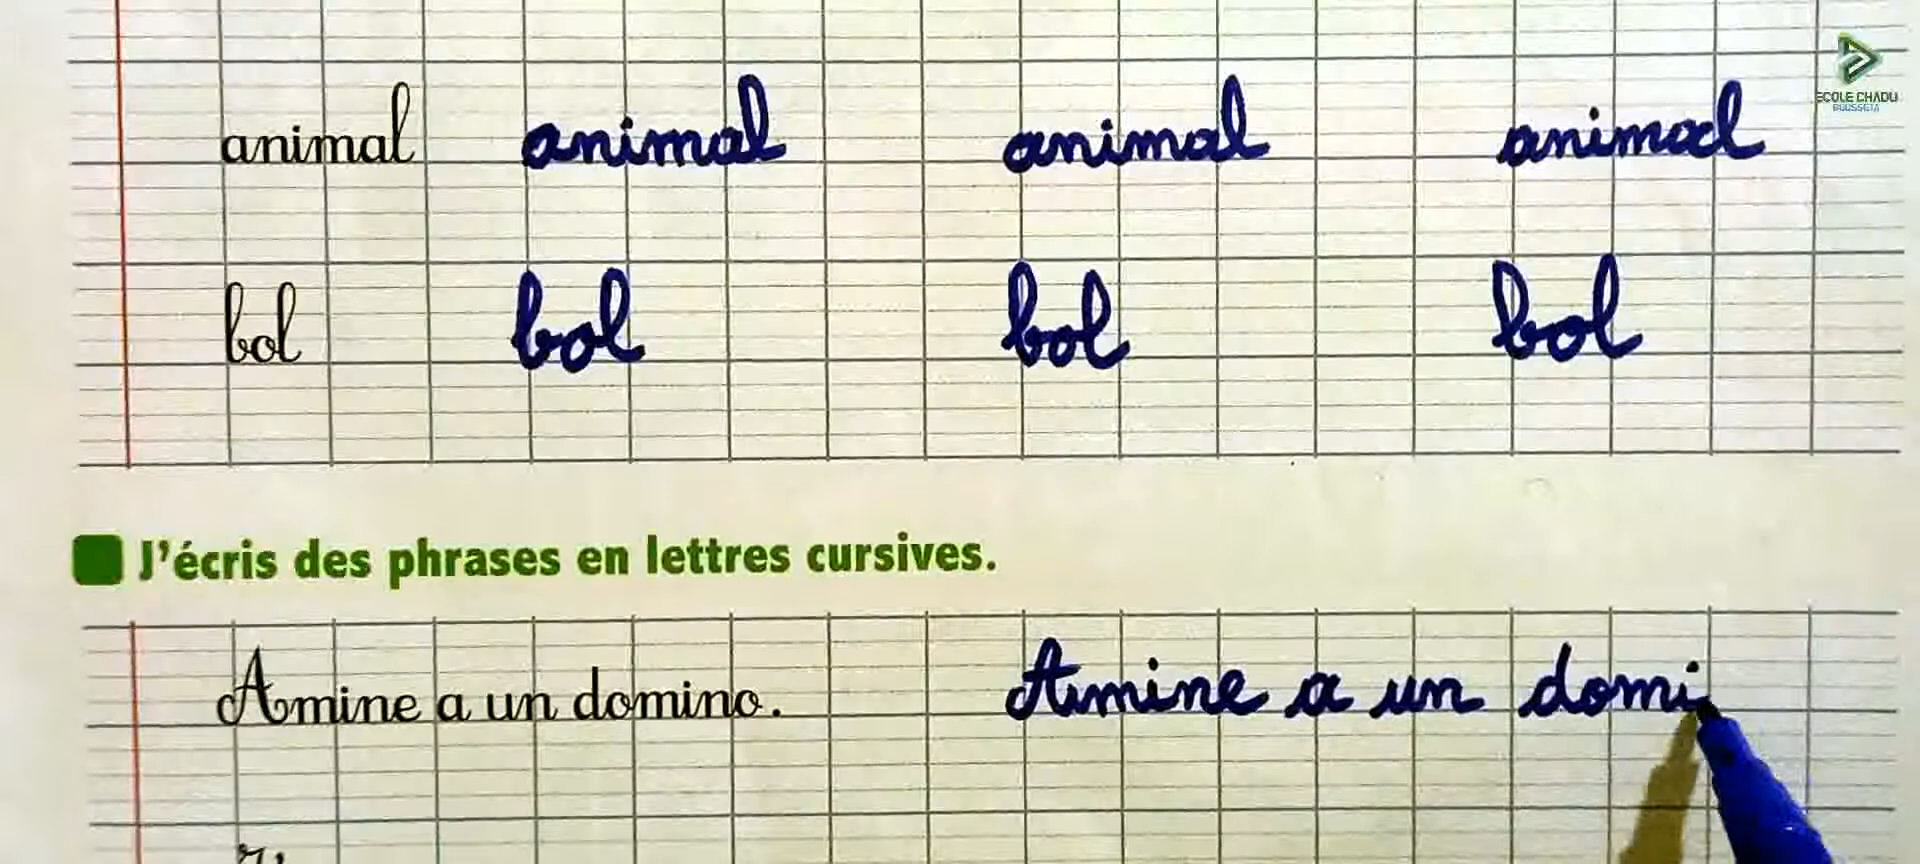 animal animal animal animal
ECOLE CHADLI
BOUSSETA
bol bol bol bol
J'écris des phrases en lettres cursives.
Amine a un domino. Amine a un domi